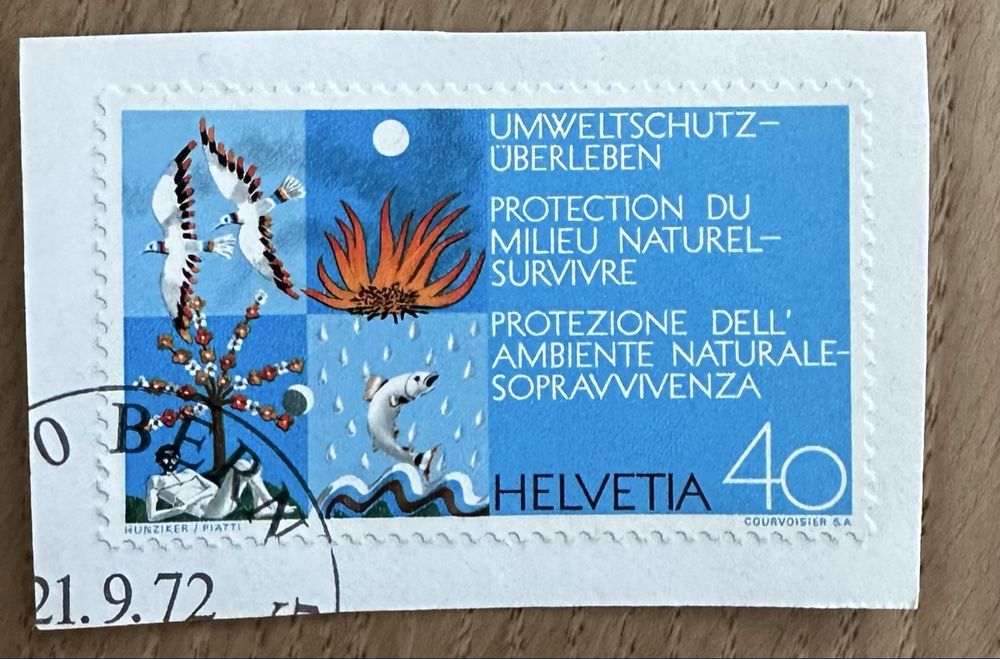 UMWELTSCHUTZ–
ÜBERLEBEN
PROTECTION DU
MILIEU NATUREL–
SURVIVRE
PROTEZIONE DELL'
AMBIENTE NATURALE–
SOPRAVVIVENZA
HELVETIA 40
HUNZIKER / PIATTI
COURVOISIER S.A
0 BERN
21.9.72